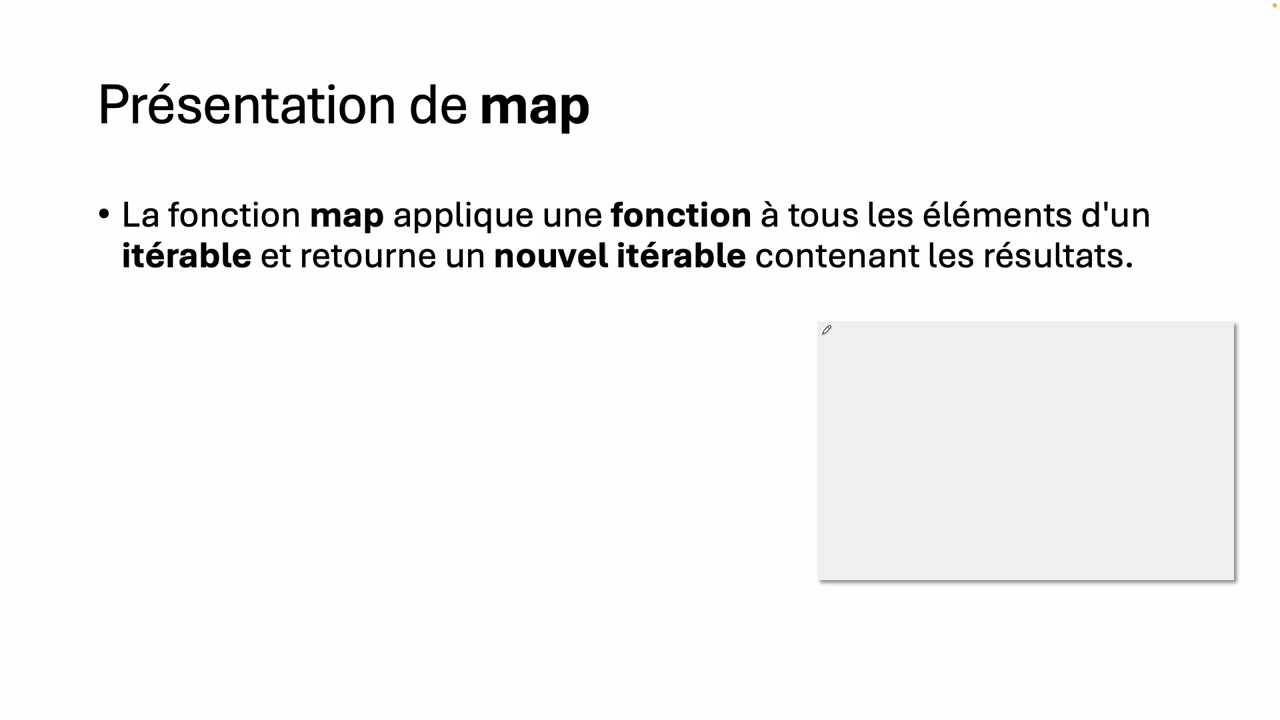 Présentation de map
• La fonction map applique une fonction à tous les éléments d'un
itérable et retourne un nouvel itérable contenant les résultats.